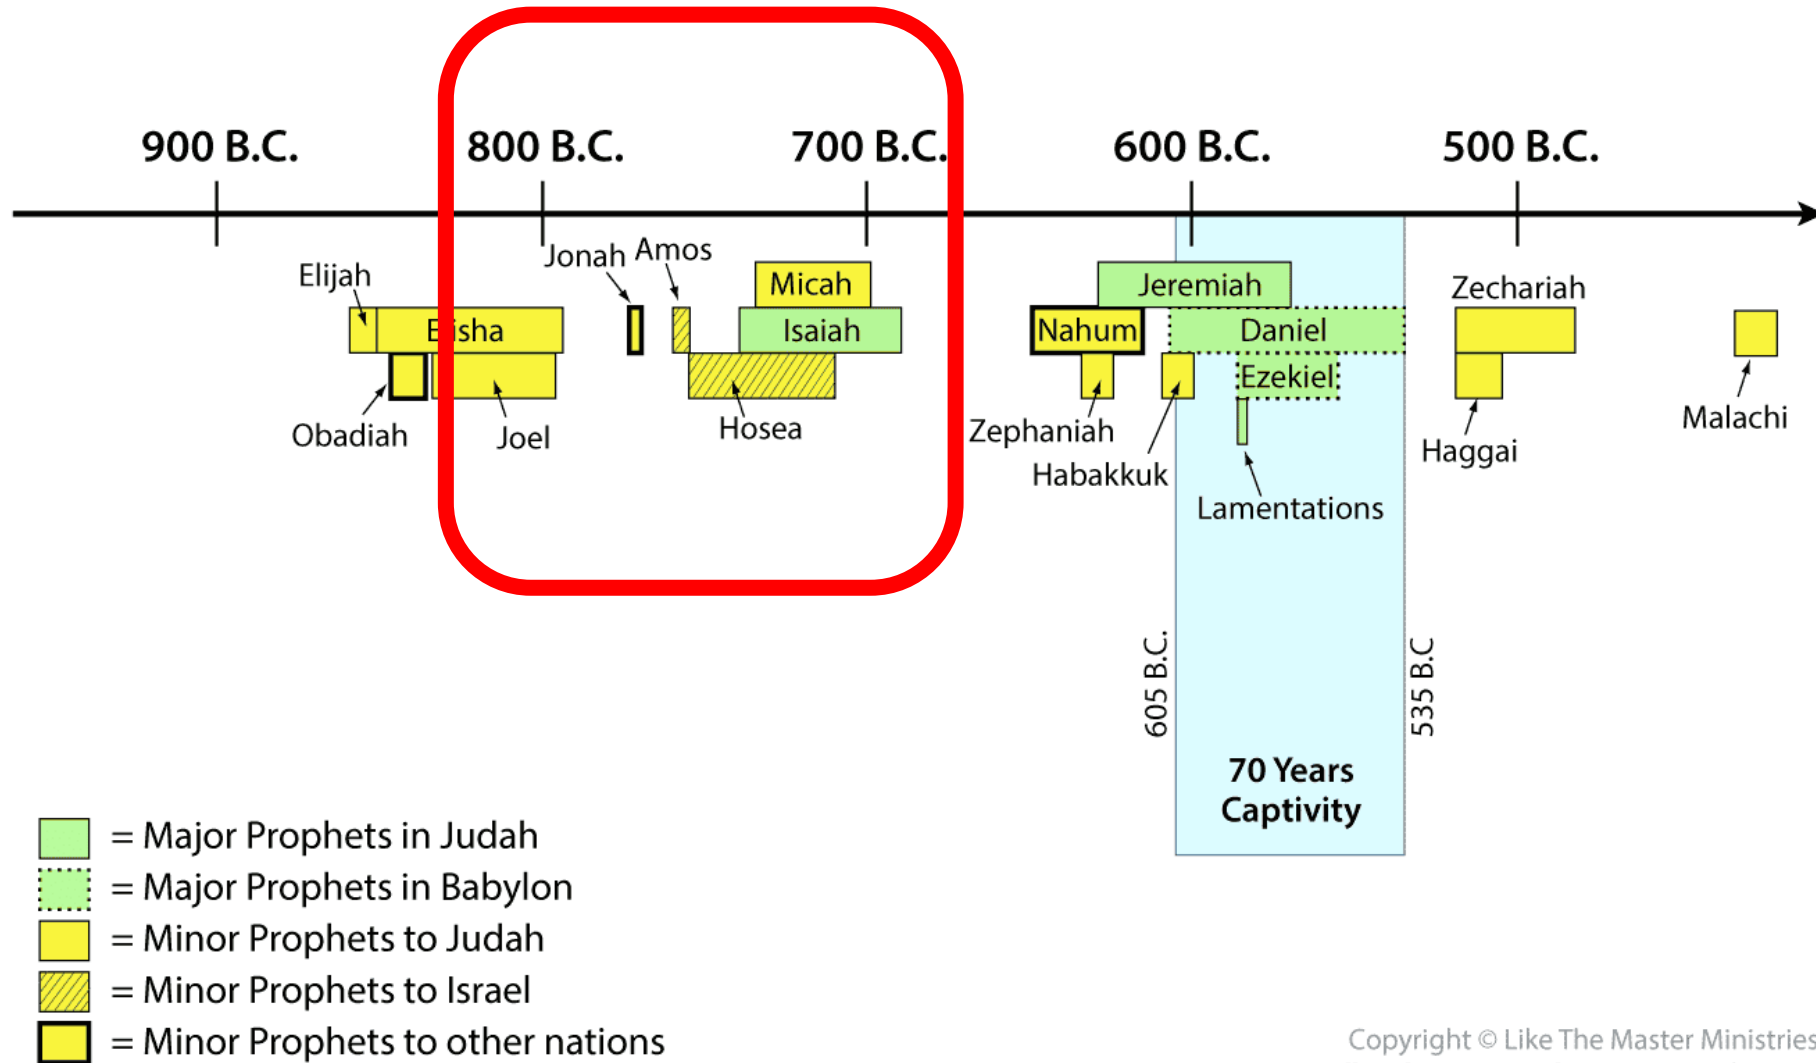 900 B.C.
800 B.C.
700 B.C.
600 B.C.
500 B.C.
Elijah
Elisha
Obadiah
Joel
Jonah
Amos
Micah
Isaiah
Hosea
Jeremiah
Nahum
Daniel
Ezekiel
Zephaniah
Habakkuk
Lamentations
Zechariah
Haggai
Malachi
605 B.C.
535 B.C
70 Years
Captivity
= Major Prophets in Judah
= Major Prophets in Babylon
= Minor Prophets to Judah
= Minor Prophets to Israel
= Minor Prophets to other nations
Copyright © Like The Master Ministries